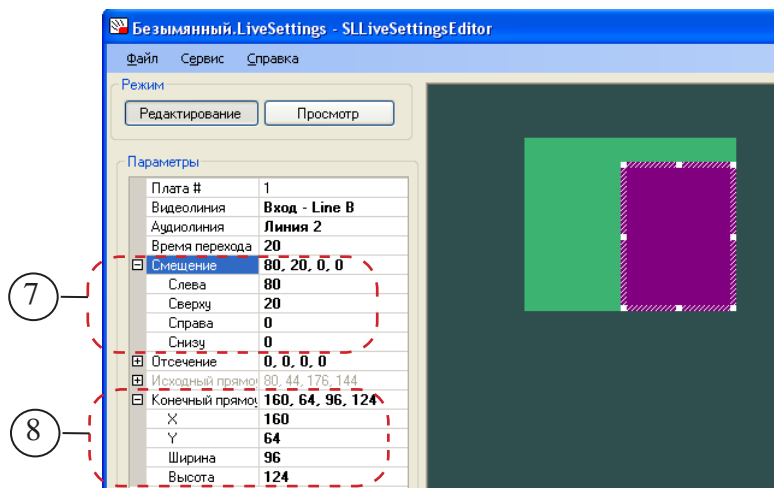 Безымянный.LiveSettings - SLLiveSettingsEditor
Файл Сервис Справка
Режим
Редактирование Просмотр
Параметры
Плата # 1
Видеолиния Вход - Line B
Аудиолиния Линия 2
Время перехода 20
Смещение 80, 20, 0, 0
Слева 80
Сверху 20
Справа 0
Снизу 0
Отсечение 0, 0, 0, 0
Исходный прямоу 80, 44, 176, 144
Конечный прямоу 160, 64, 96, 124
X 160
Y 64
Ширина 96
Высота 124
7
8